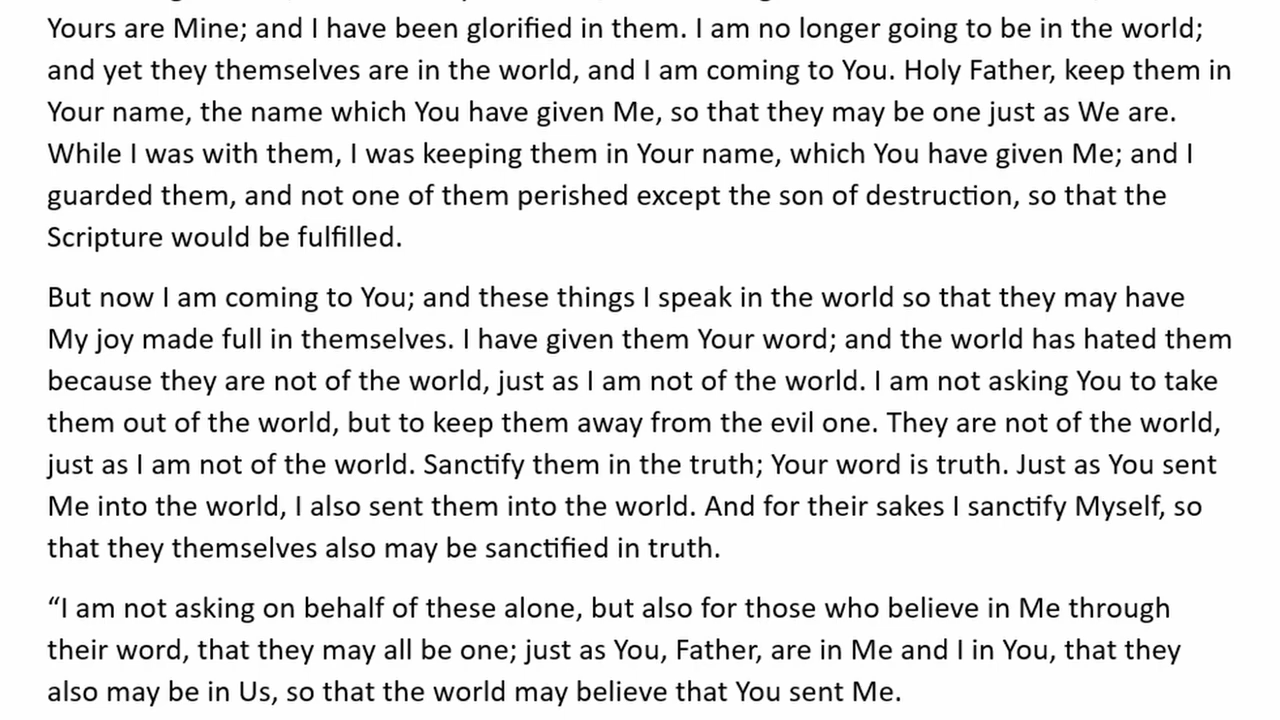 Yours are Mine; and I have been glorified in them. I am no longer going to be in the world;
and yet they themselves are in the world, and I am coming to You. Holy Father, keep them in
Your name, the name which You have given Me, so that they may be one just as We are.
While I was with them, I was keeping them in Your name, which You have given Me; and I
guarded them, and not one of them perished except the son of destruction, so that the
Scripture would be fulfilled.
But now I am coming to You; and these things I speak in the world so that they may have
My joy made full in themselves. I have given them Your word; and the world has hated them
because they are not of the world, just as I am not of the world. I am not asking You to take
them out of the world, but to keep them away from the evil one. They are not of the world,
just as I am not of the world. Sanctify them in the truth; Your word is truth. Just as You sent
Me into the world, I also sent them into the world. And for their sakes I sanctify Myself, so
that they themselves also may be sanctified in truth.
“I am not asking on behalf of these alone, but also for those who believe in Me through
their word, that they may all be one; just as You, Father, are in Me and I in You, that they
also may be in Us, so that the world may believe that You sent Me.